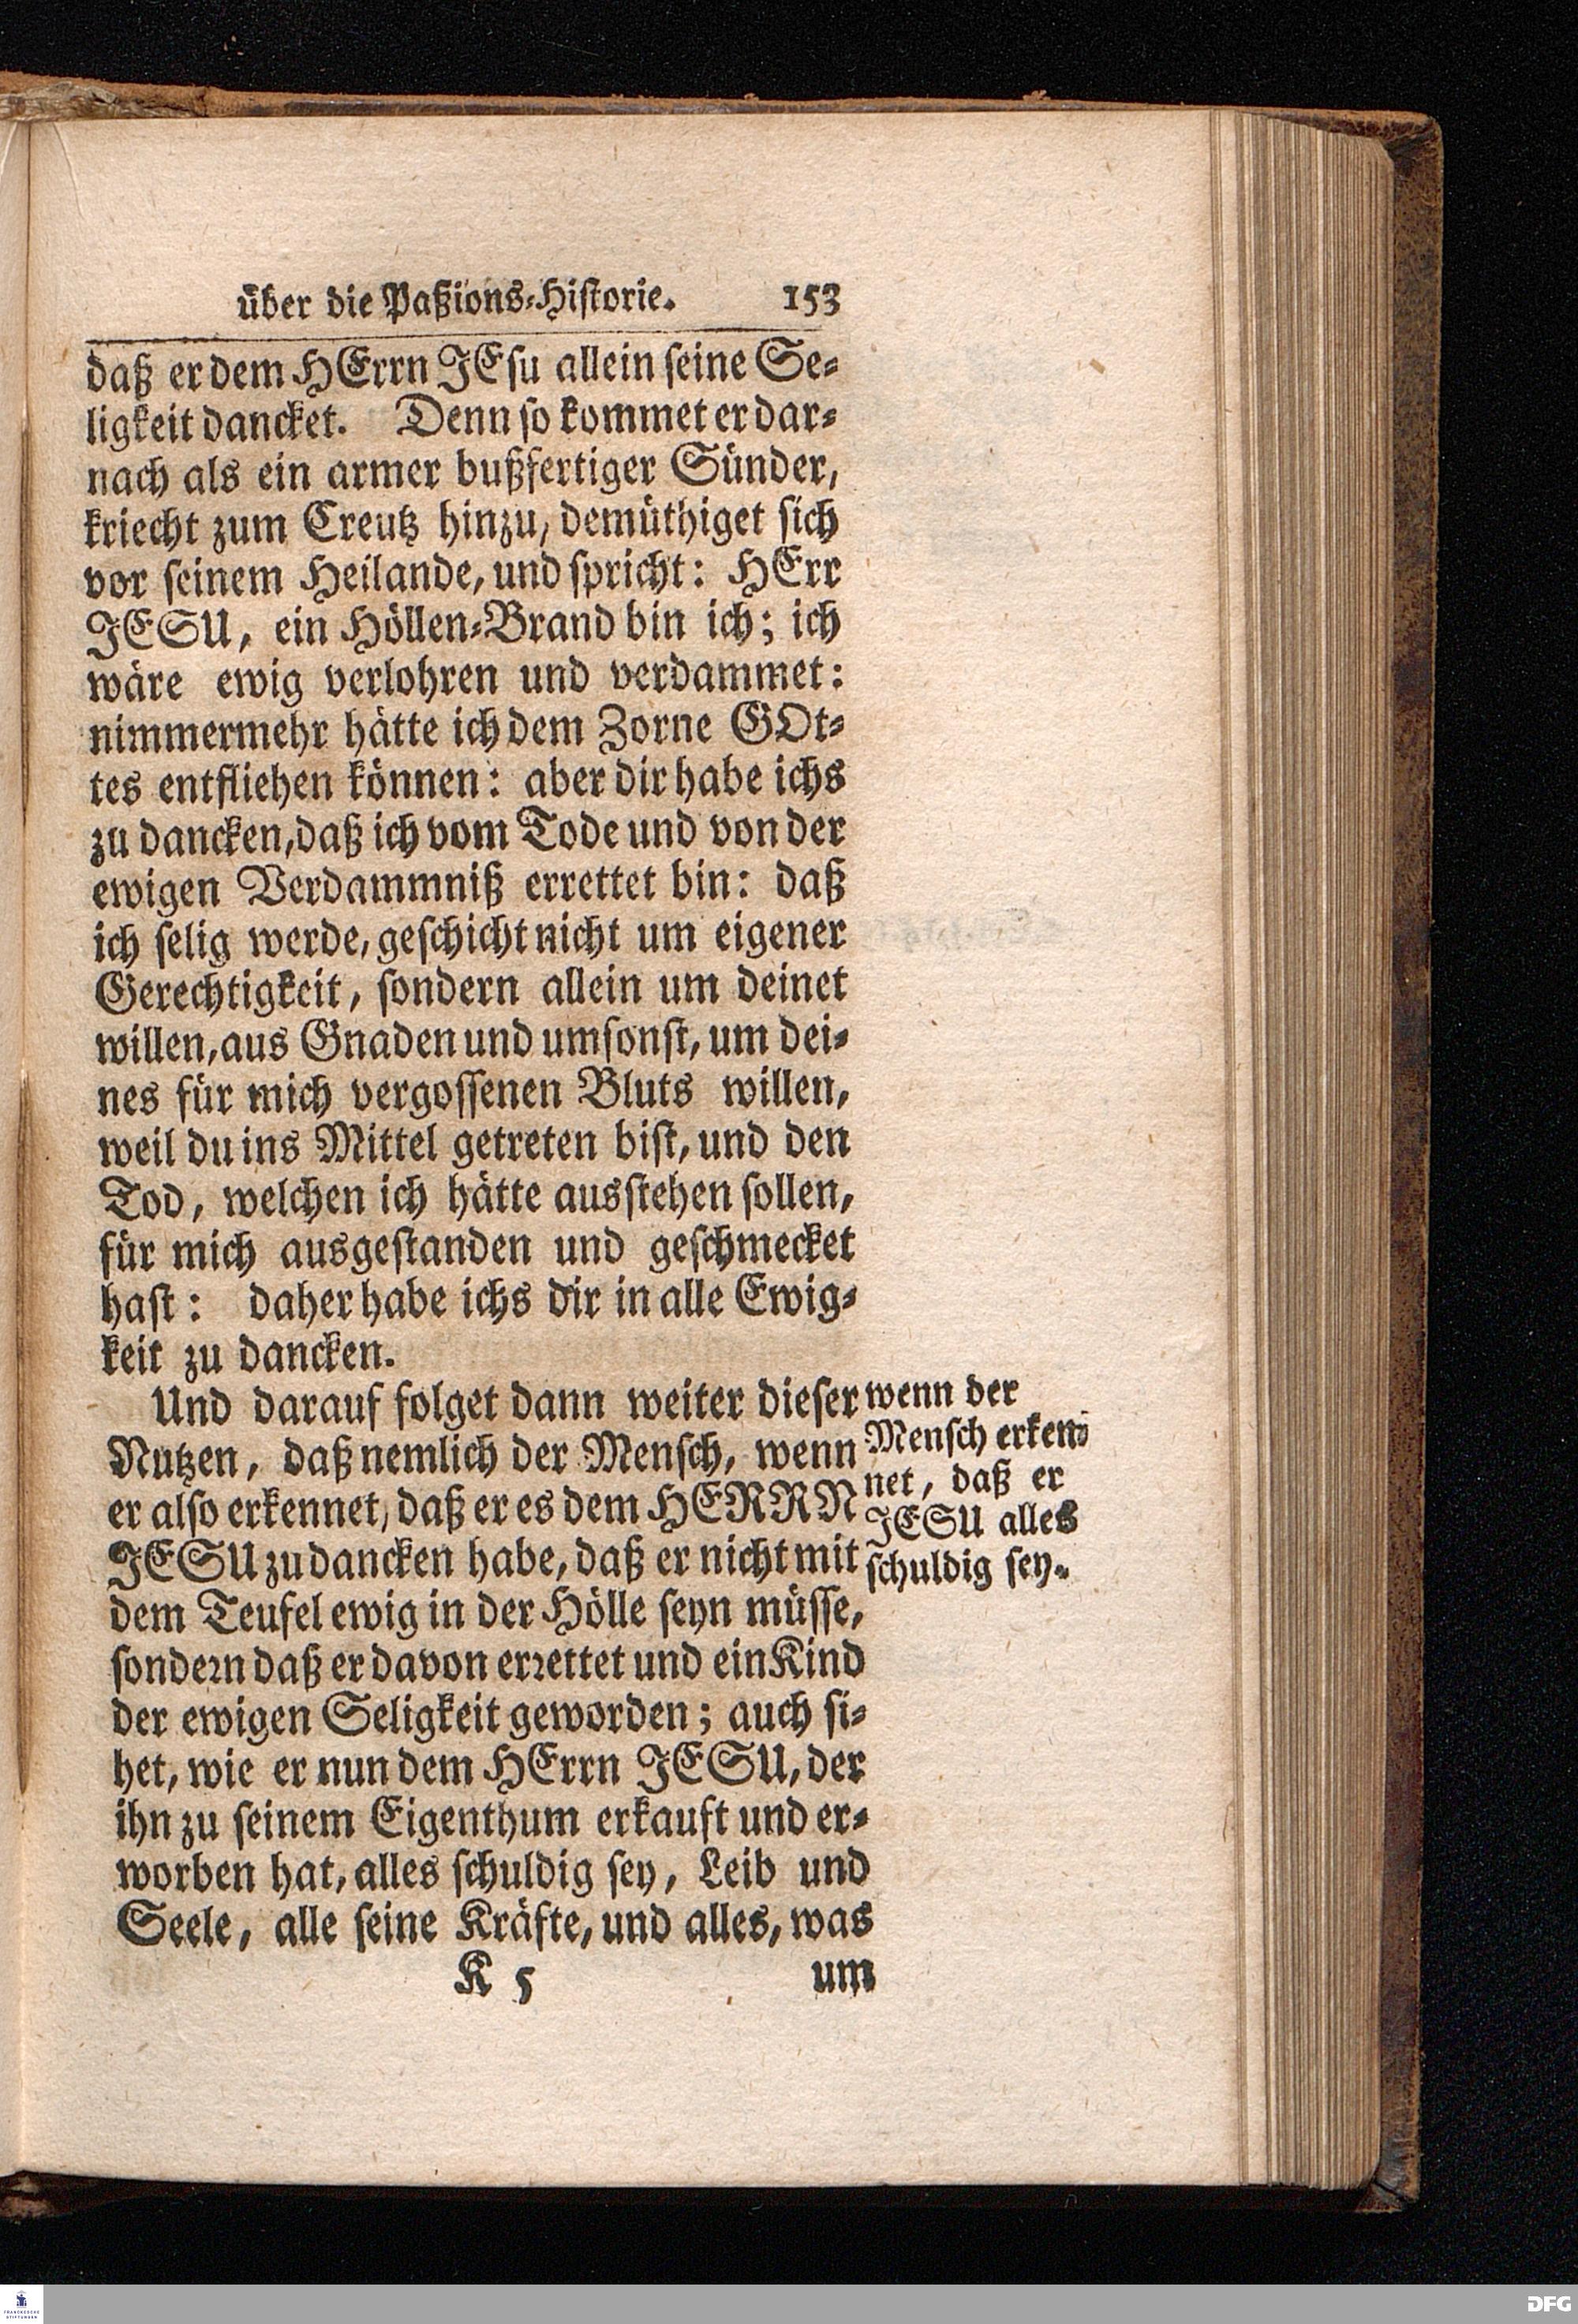 über die Paßions-Historie. 153
daß er dem HErrn JEsu allein seine Se-
ligkeit dancket. Denn so kommet er dar-
nach als ein armer bußfertiger Sünder,
kriecht zum Creutz hinzu, demüthiget sich
vor seinem Heilande, und spricht: HErr
JESU, ein Höllen-Brand bin ich; ich
wäre ewig verlohren und verdammet:
nimmermehr hätte ich dem Zorne GOt-
tes entfliehen können: aber dir habe ichs
zu dancken, daß ich vom Tode und von der
ewigen Verdammniß errettet bin: daß
ich selig werde, geschicht nicht um eigener
Gerechtigkeit, sondern allein um deinet
willen, aus Gnaden und umsonst, um dei-
nes für mich vergossenen Bluts willen,
weil du ins Mittel getreten bist, und den
Tod, welchen ich hätte ausstehen sollen,
für mich ausgestanden und geschmecket
hast: daher habe ichs dir in alle Ewig-
keit zu dancken.
Und darauf folget dann weiter dieser
Nutzen, daß nemlich der Mensch, wenn
er also erkennet, daß er es dem HERRN
JESU zu dancken habe, daß er nicht mit
dem Teufel ewig in der Hölle seyn müsse,
sondern daß er davon errettet und ein Kind
der ewigen Seligkeit geworden; auch si-
het, wie er nun dem HErrn JESU, der
ihn zu seinem Eigenthum erkauft und er-
worben hat, alles schuldig sey, Leib und
Seele, alle seine Kräfte, und alles, was
K 5 um
wenn der
Mensch erken-
net, daß er
JESU alles
schuldig sey.
FRANCKESCHE
STIFTUNGEN
DFG